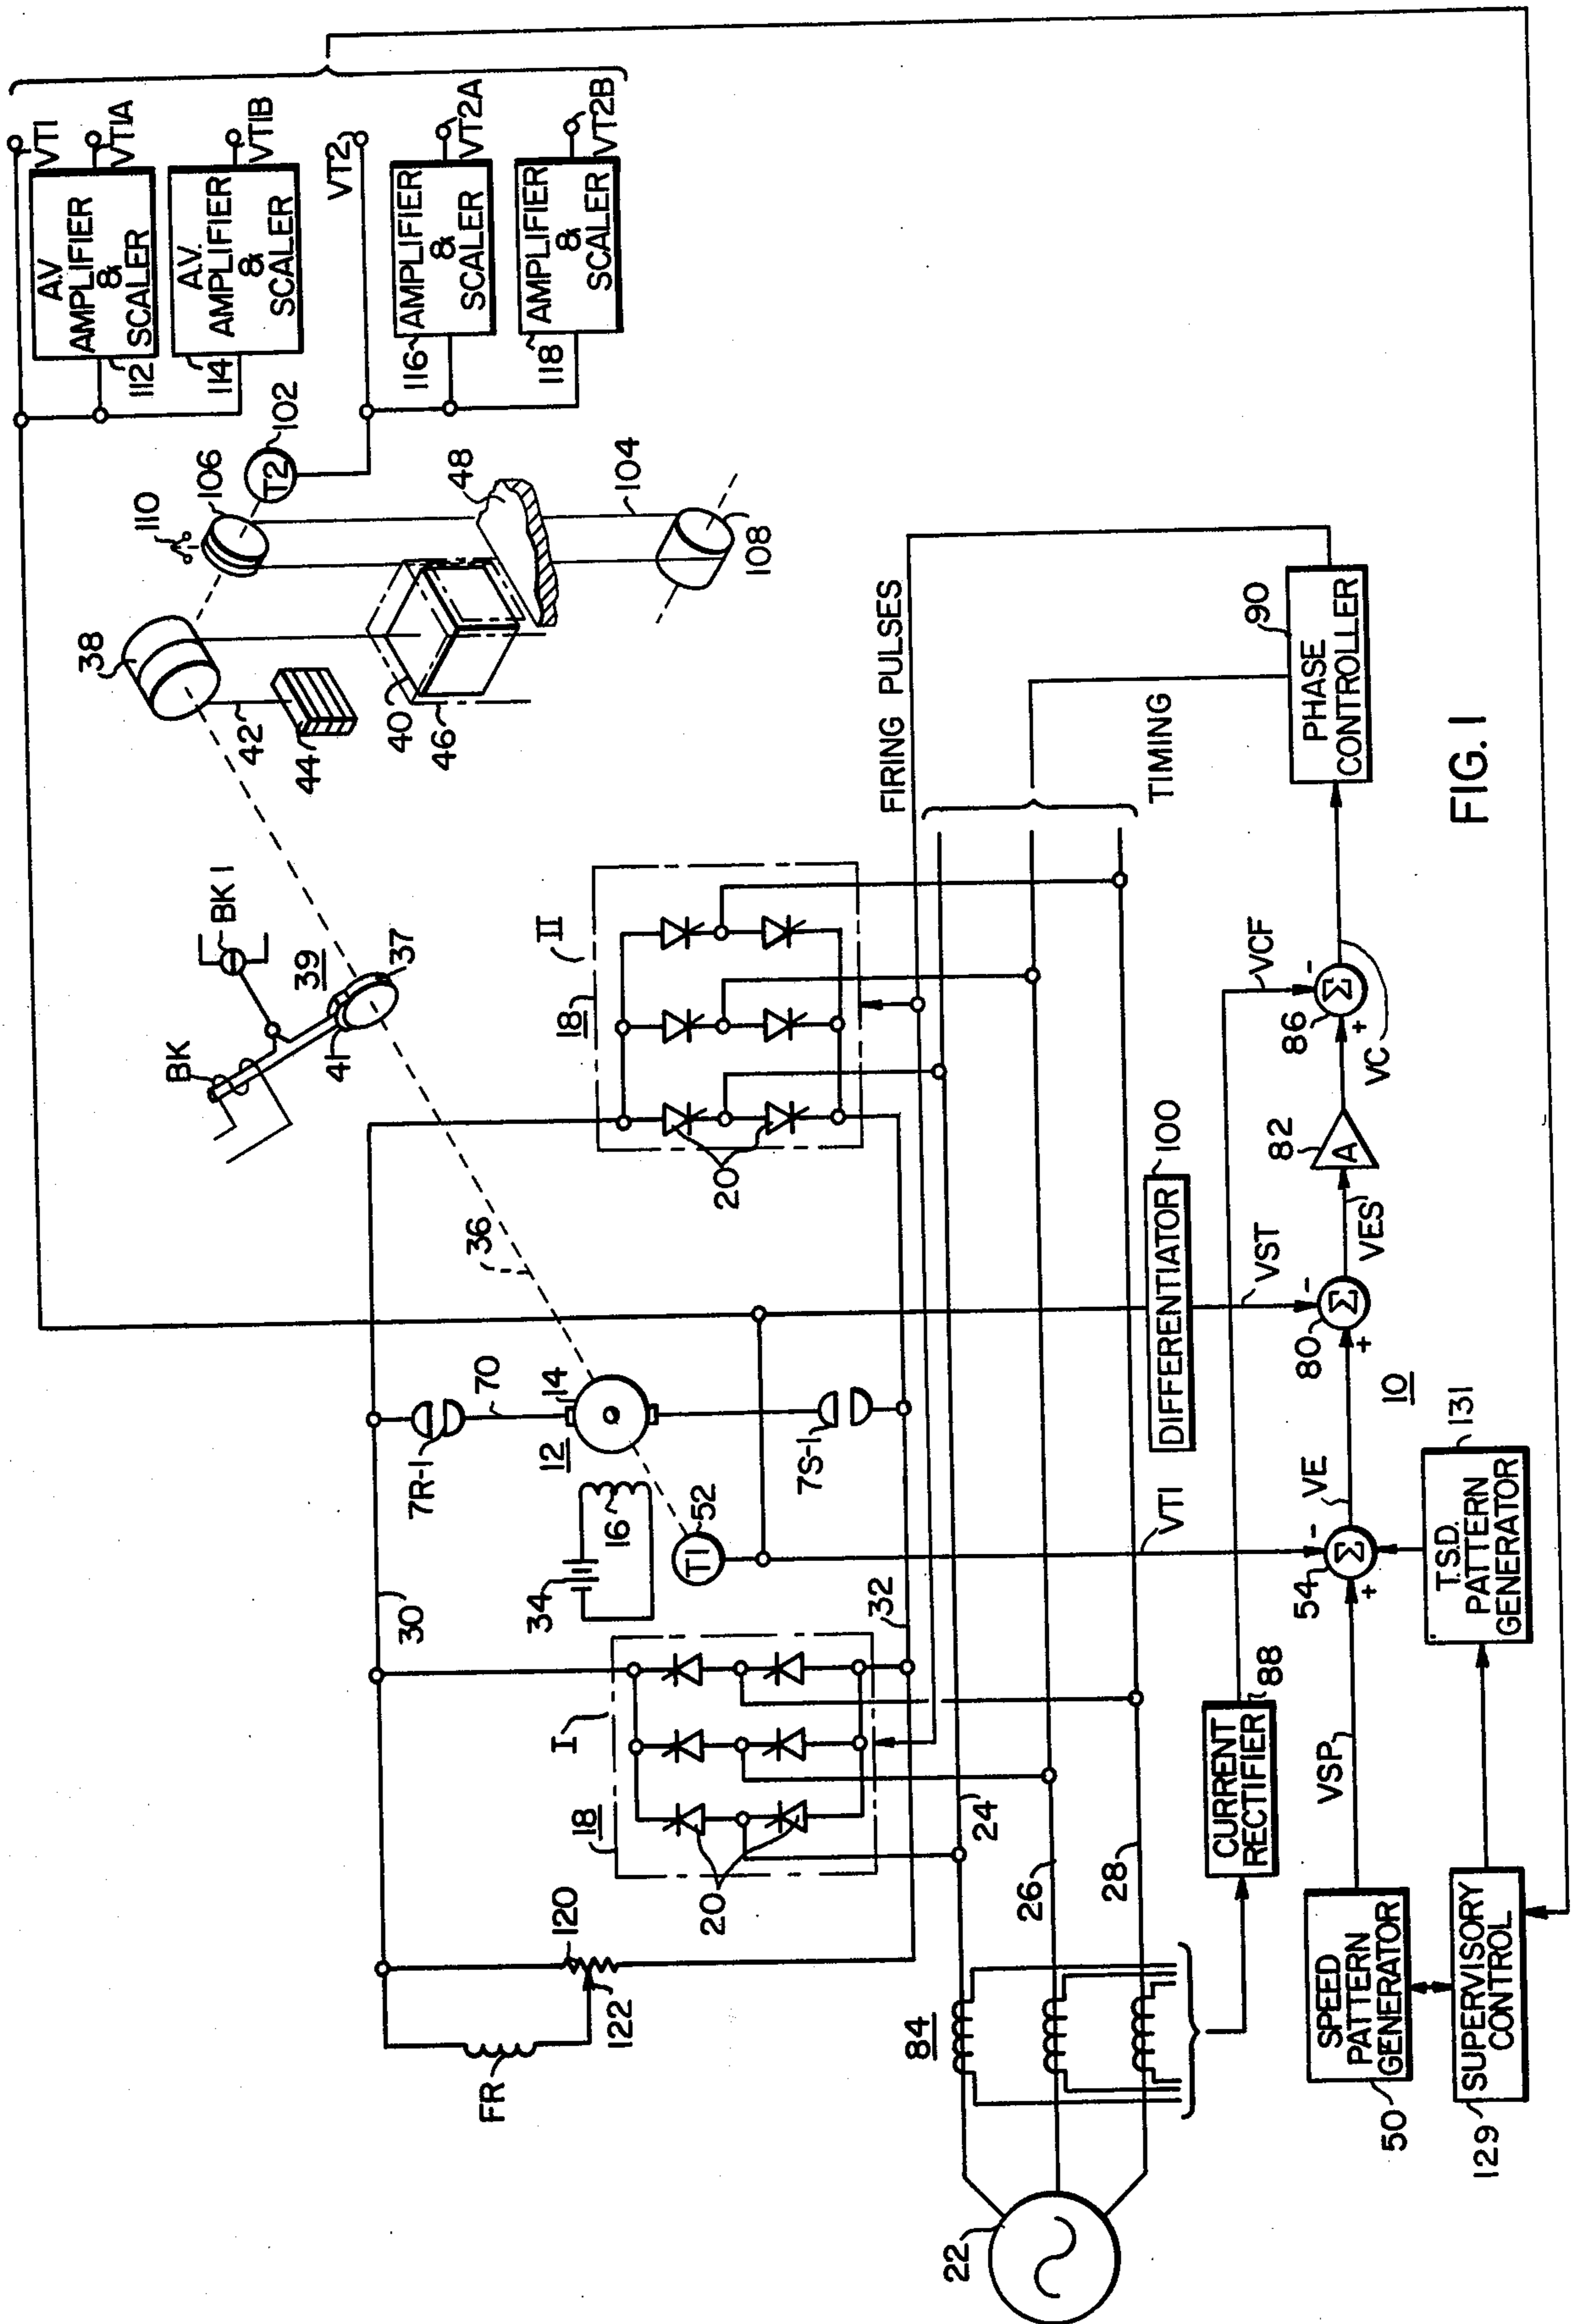 VT1
A.V.
AMPLIFIER
&
SCALER
VT1A
112
A.V.
AMPLIFIER
&
SCALER
VT1B
114
VT2
AMPLIFIER
&
SCALER
VT2A
116
AMPLIFIER
&
SCALER
VT2B
118
T2
102
106
110
104
48
108
38
42
44
40
46
BK1
BK
39
37
41
36
II
18
20
FIRING PULSES
TIMING
90
PHASE
CONTROLLER
30
7R-1
70
14
12
7S-1
34
16
T1
52
32
I
18
20
120
122
FR
24
26
28
84
22
DIFFERENTIATOR
100
VT1
VST
VCF
CURRENT
RECTIFIER
88
SPEED
PATTERN
GENERATOR
50
VSP
Σ
54
+
-
VE
Σ
80
+
-
VES
A
82
Σ
86
+
-
VC
10
T.S.D.
PATTERN
GENERATOR
131
SUPERVISORY
CONTROL
129
FIG. 1